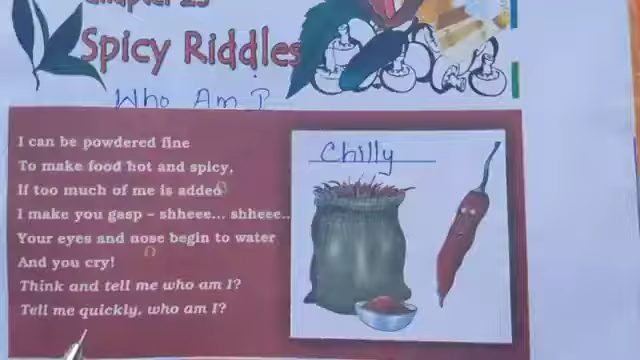 Chapter 25
Spicy Riddles
Who Am I
I can be powdered fine
To make food hot and spicy,
If too much of me is added
I make you gasp – shheee... shheee..
Your eyes and nose begin to water
And you cry!
Think and tell me who am I?
Tell me quickly, who am I?
Chilly